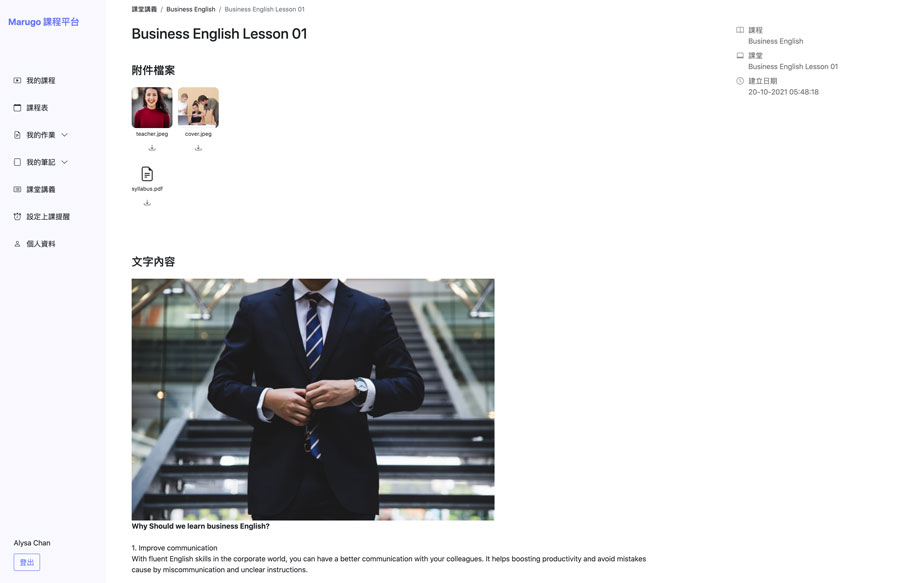 Marugo 課程平台
我的課程
課程表
我的作業
我的筆記
課堂講義
設定上課提醒
個人資料
Alysa Chan
登出
課堂講義 / Business English / Business English Lesson 01
Business English Lesson 01
附件檔案
teacher.jpeg
cover.jpeg
syllabus.pdf
文字內容
Why Should we learn business English?
1. Improve communication
With fluent English skills in the corporate world, you can have a better communication with your colleagues. It helps boosting productivity and avoid mistakes
cause by miscommunication and unclear instructions.
課程
Business English
課堂
Business English Lesson 01
建立日期
20-10-2021 05:48:18